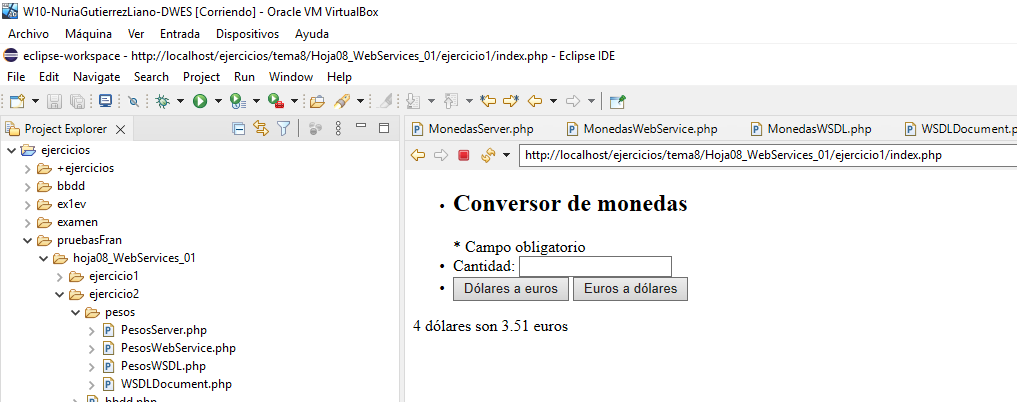 W10-NuriaGutierrezLiano-DWES [Corriendo] - Oracle VM VirtualBox
Archivo Máquina Ver Entrada Dispositivos Ayuda
eclipse-workspace - http://localhost/ejercicios/tema8/Hoja08_WebServices_01/ejercicio1/index.php - Eclipse IDE
File Edit Navigate Search Project Run Window Help
Project Explorer
ejercicios
+ejercicios
bbdd
ex1ev
examen
pruebasFran
hoja08_WebServices_01
ejercicio1
ejercicio2
pesos
PesosServer.php
PesosWebService.php
PesosWSDL.php
WSDLDocument.php
bbdd.php
MonedasServer.php MonedasWebService.php MonedasWSDL.php WSDLDocument.p
http://localhost/ejercicios/tema8/Hoja08_WebServices_01/ejercicio1/index.php
• Conversor de monedas
* Campo obligatorio
• Cantidad:
• Dólares a euros Euros a dólares
4 dólares son 3.51 euros